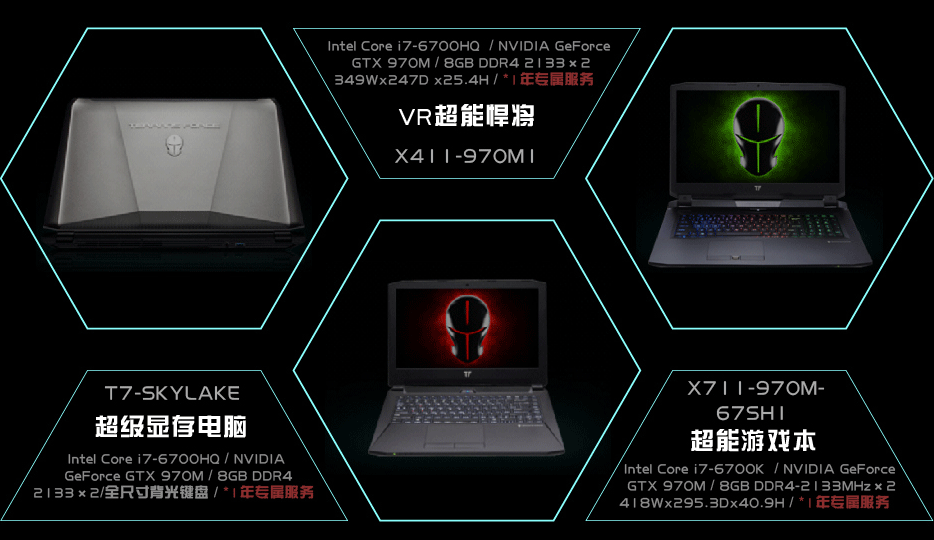 Intel Core i7-6700HQ / NVIDIA GeForce
GTX 970M / 8GB DDR4 2133×2
349Wx247D x25.4H / *1年专属服务
VR超能悍将
X411-970M1
T7-SKYLAKE
超级显存电脑
Intel Core i7-6700HQ / NVIDIA
GeForce GTX 970M / 8GB DDR4
2133×2/全尺寸背光键盘 / *1年专属服务
X711-970M-
67SH1
超能游戏本
Intel Core i7-6700K / NVIDIA GeForce
GTX 970M / 8GB DDR4-2133MHz×2
418Wx295.3Dx40.9H / *1年专属服务